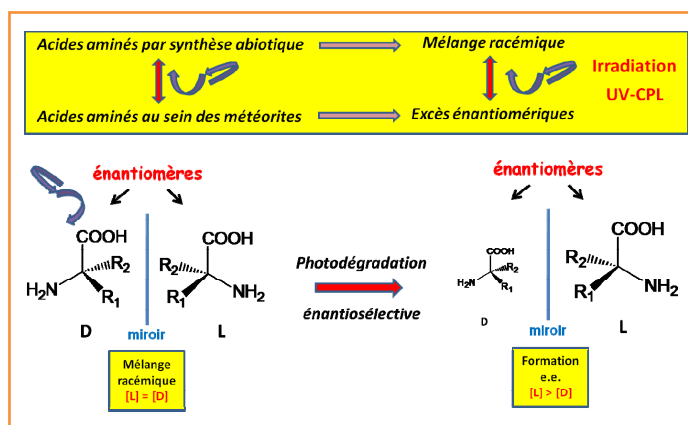 Acides aminés par synthèse abiotique
Mélange racémique
Irradiation
UV-CPL
Acides aminés au sein des météorites
Excès énantiomériques
énantiomères
COOH
R2
H2N
R1
D
COOH
R2
R1
NH2
L
miroir
Mélange
racémique
[L] = [D]
Photodégradation
énantiosélective
énantiomères
COOH
R2
H2N
R1
D
COOH
R2
R1
NH2
L
miroir
Formation
e.e.
[L] > [D]